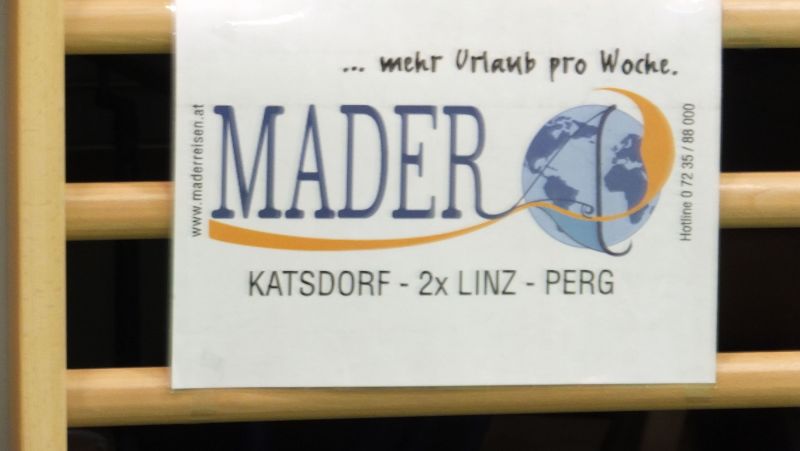 ... mehr Urlaub pro Woche.
www.maderreisen.at
MADER
Hotline 0 72 35 / 88 000
KATSDORF - 2x LINZ - PERG